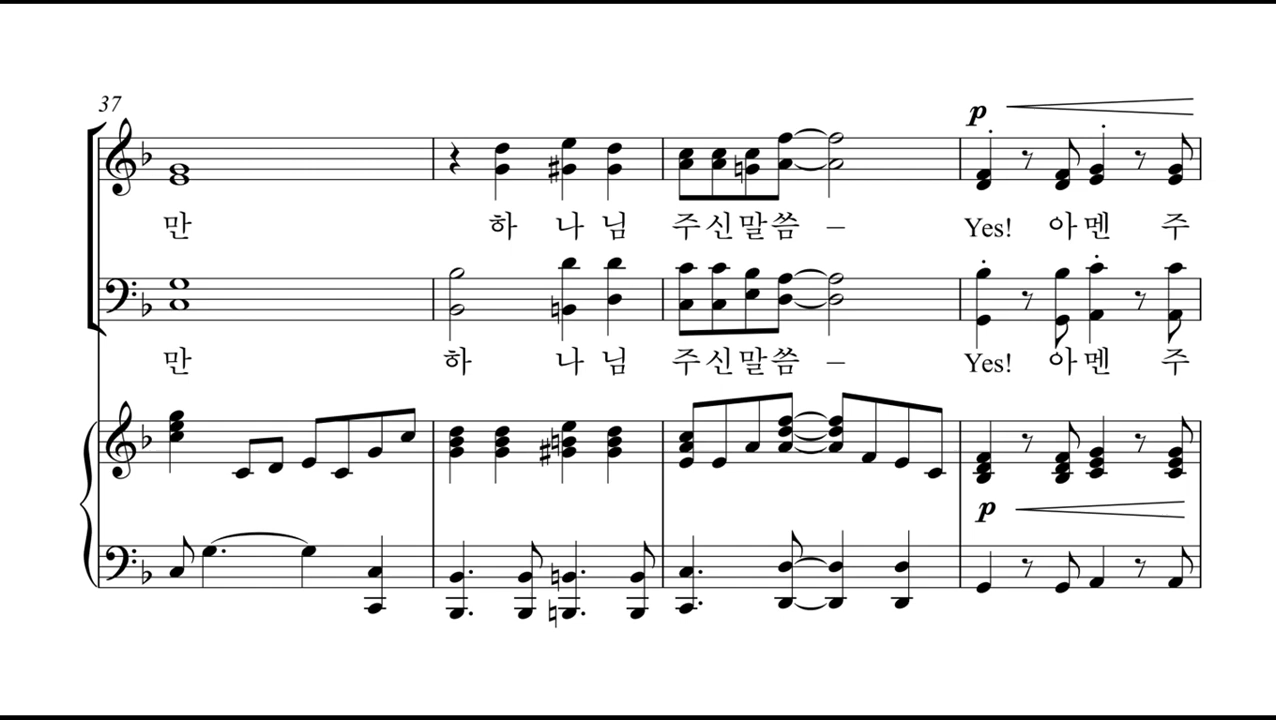 37
p
만 하 나 님 주 신 말 씀 – Yes! 아 멘 주
만 하 나 님 주 신 말 씀 – Yes! 아 멘 주
p